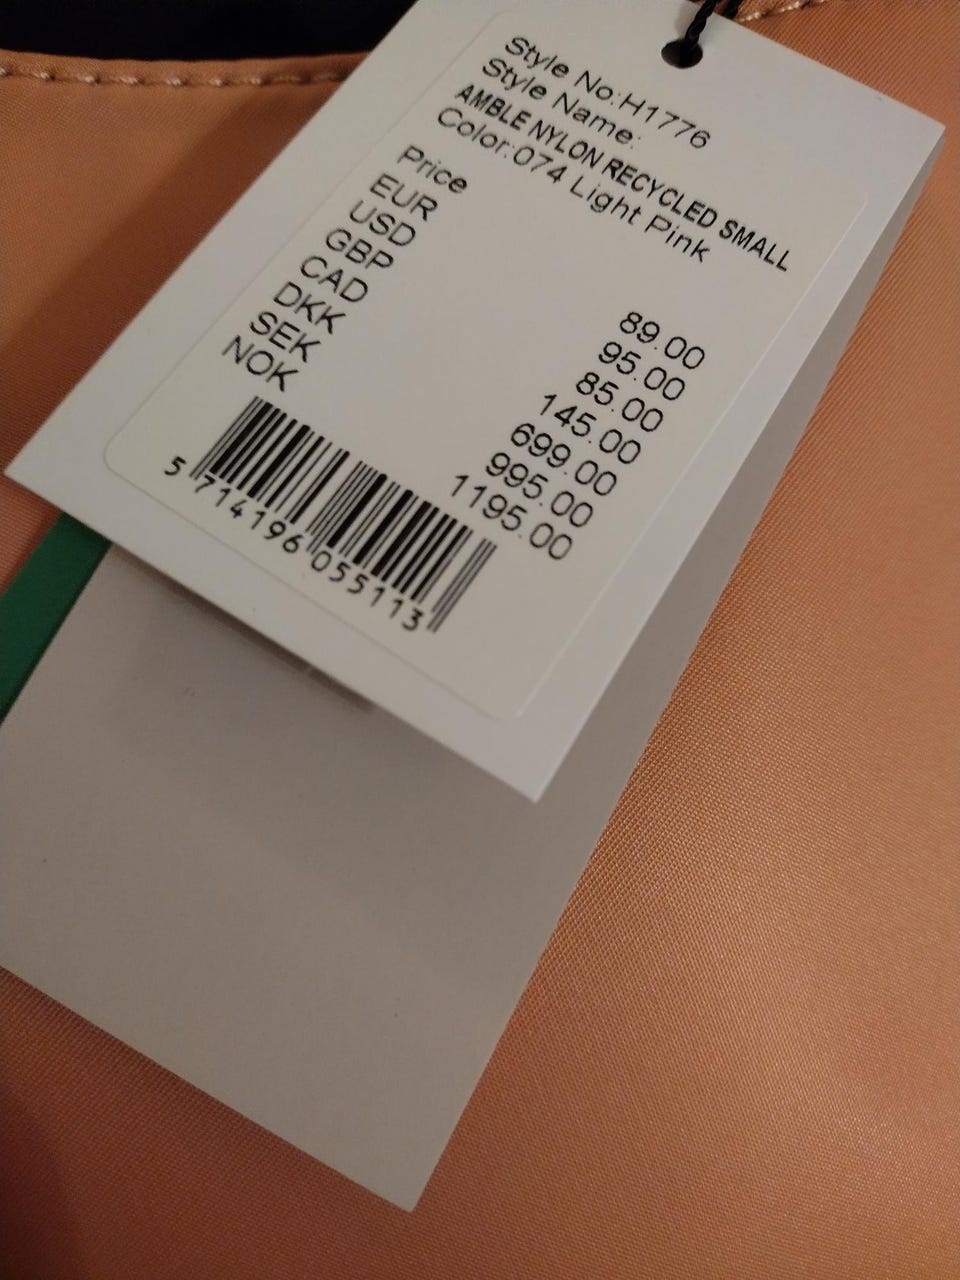 Style No:H1776
Style Name:
AMBLE NYLON RECYCLED SMALL
Color:074 Light Pink
Price
EUR 89.00
USD 95.00
GBP 85.00
CAD 145.00
DKK 699.00
SEK 995.00
NOK 1195.00
5 714196 055113